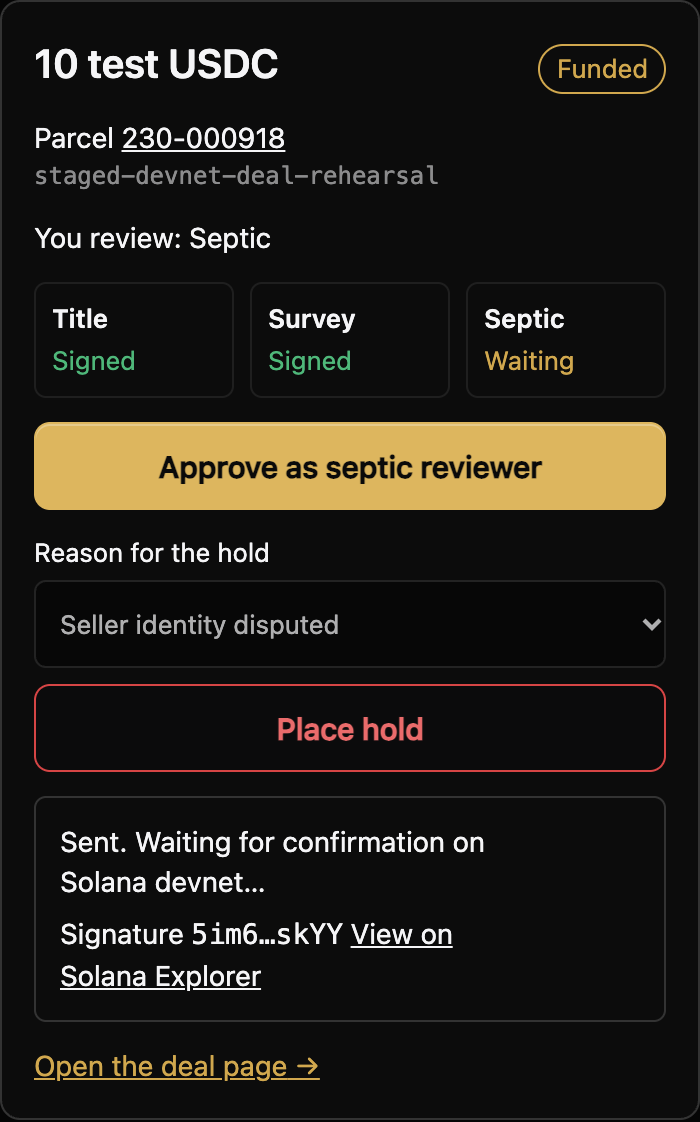 10 test USDC
Funded
Parcel 230-000918
staged-devnet-deal-rehearsal
You review: Septic
Title
Signed
Survey
Signed
Septic
Waiting
Approve as septic reviewer
Reason for the hold
Seller identity disputed
Place hold
Sent. Waiting for confirmation on
Solana devnet...
Signature 5im6…skYY View on
Solana Explorer
Open the deal page →